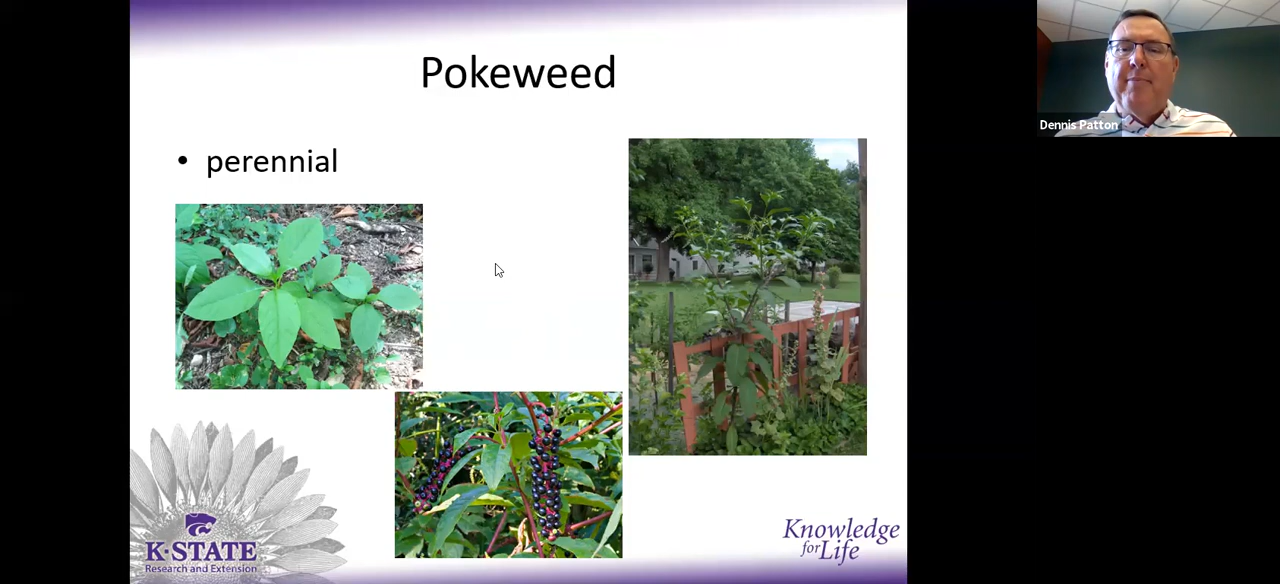 Pokeweed
• perennial
Dennis Patton
K-STATE
Research and Extension
Knowledge
for Life